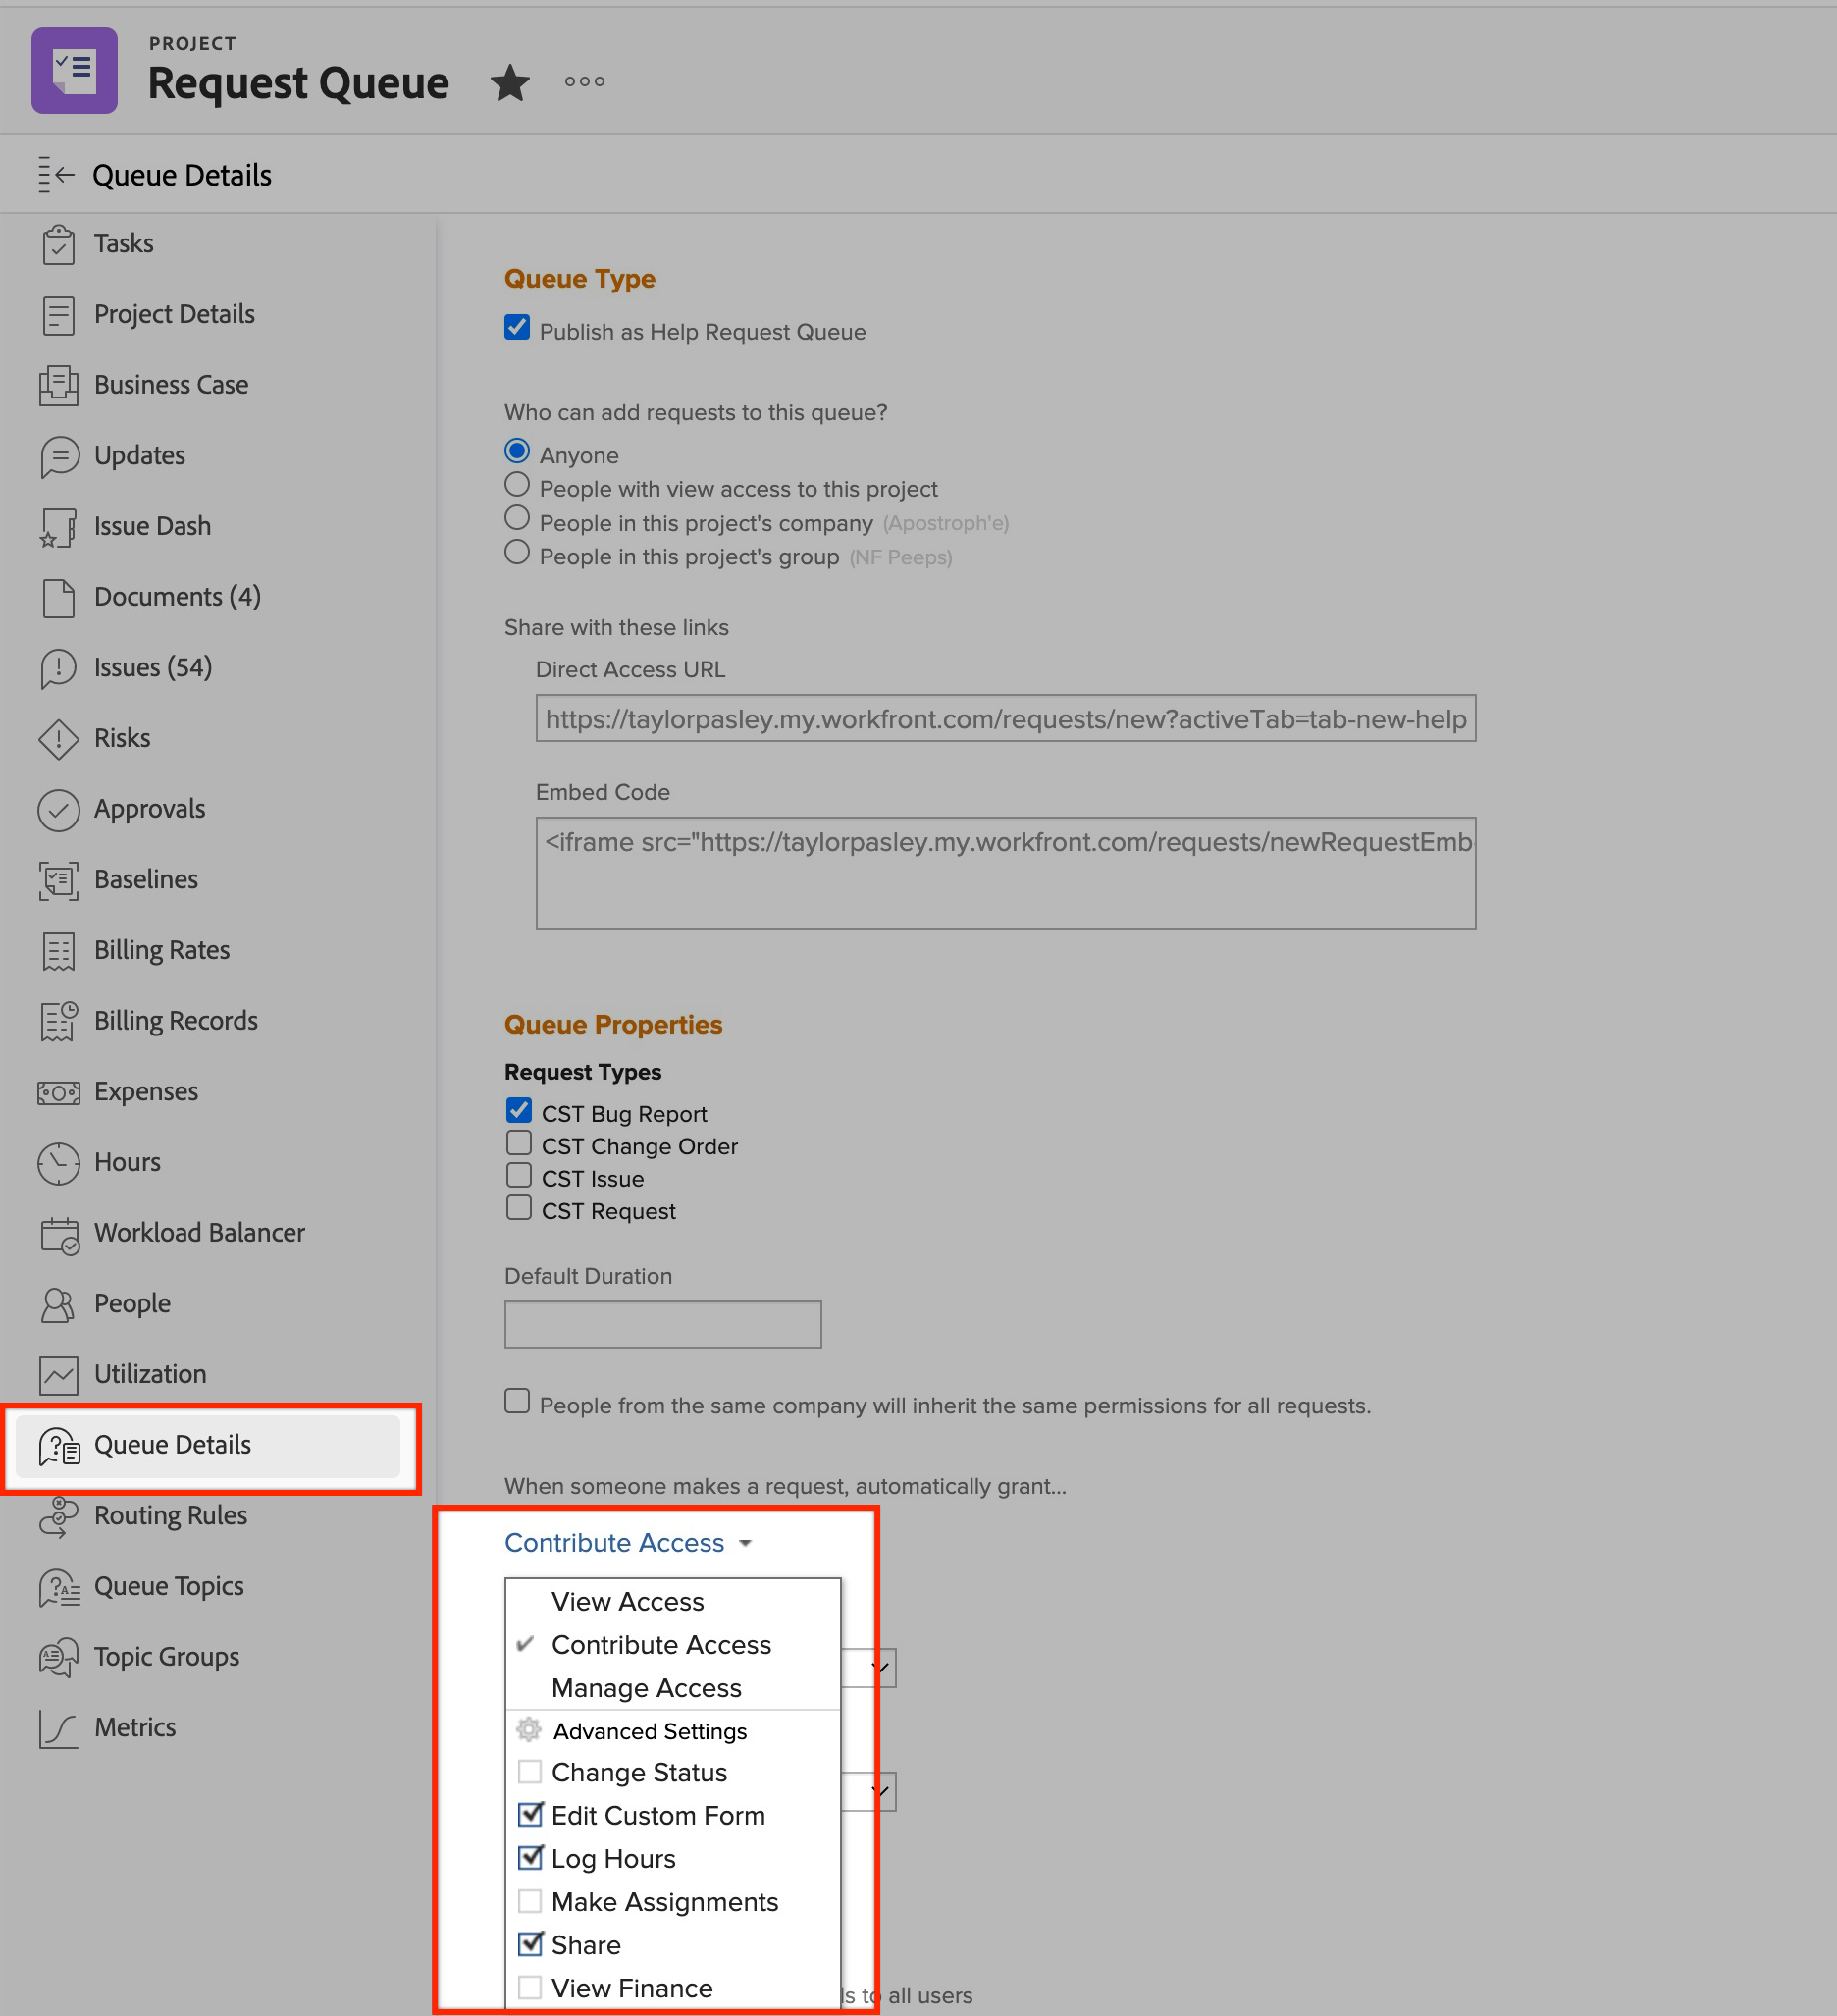 PROJECT
Request Queue
Queue Details
Tasks
Project Details
Business Case
Updates
Issue Dash
Documents (4)
Issues (54)
Risks
Approvals
Baselines
Billing Rates
Billing Records
Expenses
Hours
Workload Balancer
People
Utilization
Queue Details
Routing Rules
Queue Topics
Topic Groups
Metrics
Queue Type
Publish as Help Request Queue
Who can add requests to this queue?
Anyone
People with view access to this project
People in this project's company (Apostroph'e)
People in this project's group (NF Peeps)
Share with these links
Direct Access URL
https://taylorpasley.my.workfront.com/requests/new?activeTab=tab-new-help
Embed Code
<iframe src="https://taylorpasley.my.workfront.com/requests/newRequestEmb
Queue Properties
Request Types
CST Bug Report
CST Change Order
CST Issue
CST Request
Default Duration
People from the same company will inherit the same permissions for all requests.
When someone makes a request, automatically grant...
Contribute Access
View Access
Contribute Access
Manage Access
Advanced Settings
Change Status
Edit Custom Form
Log Hours
Make Assignments
Share
View Finance
to all users